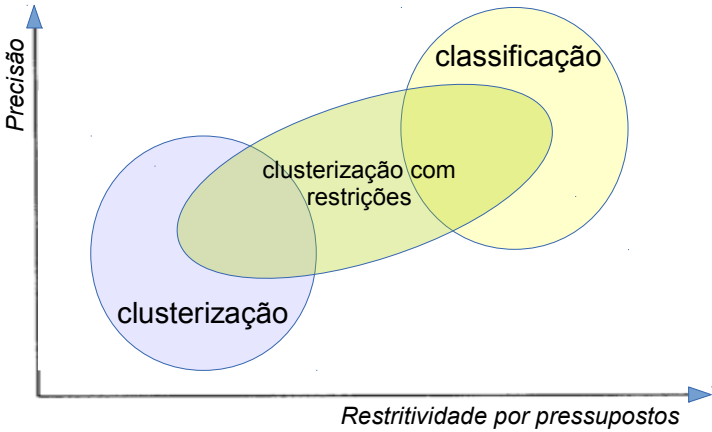 Precisão
classificação
clusterização com
restrições
clusterização
Restritividade por pressupostos